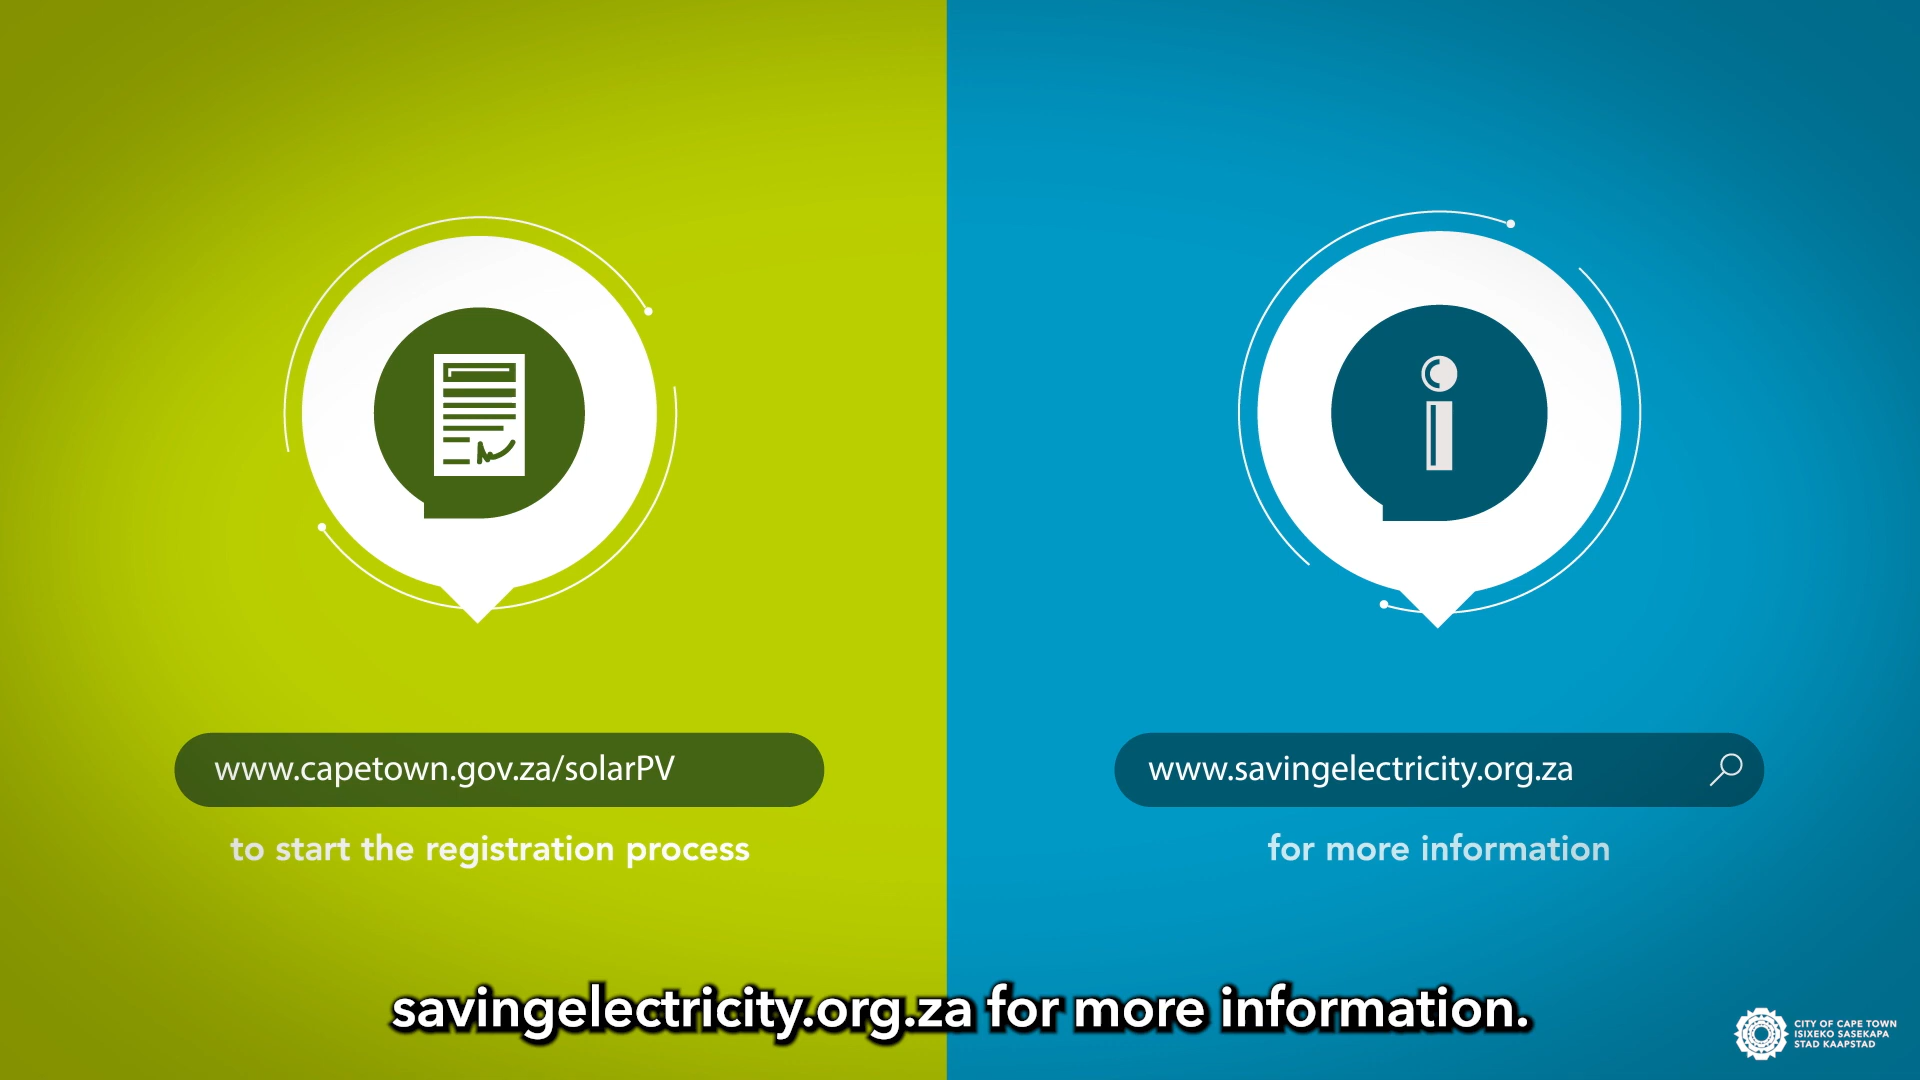 www.capetown.gov.za/solarPV
to start the registration process
www.savingelectricity.org.za
for more information
savingelectricity.org.za for more information.
CITY OF CAPE TOWN
ISIXEKO SASEKAPA
STAD KAAPSTAD